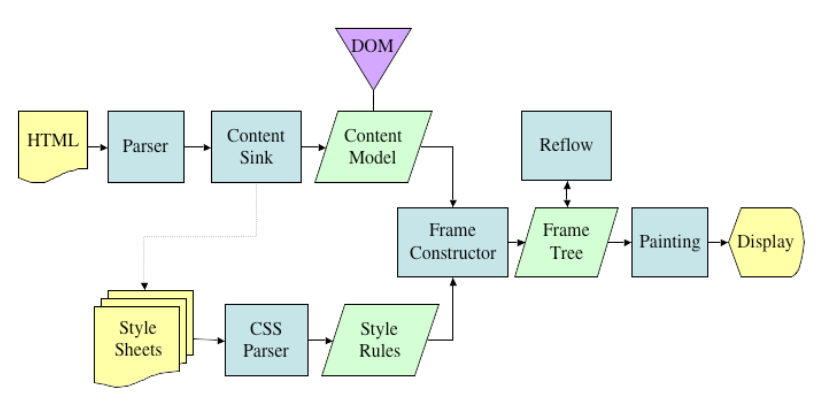 DOM
HTML
Parser
Content
Sink
Content
Model
Reflow
Frame
Constructor
Frame
Tree
Painting
Display
Style
Sheets
CSS
Parser
Style
Rules